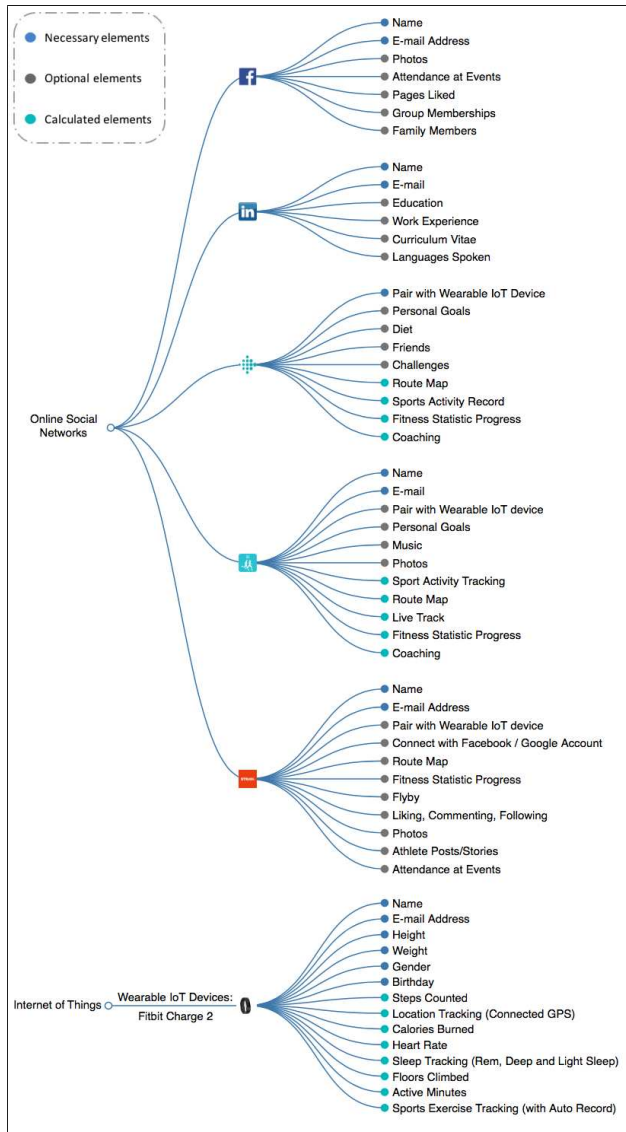 Necessary elements
Optional elements
Calculated elements
Name
E-mail Address
Photos
Attendance at Events
Pages Liked
Group Memberships
Family Members
Name
E-mail
Education
Work Experience
Curriculum Vitae
Languages Spoken
Pair with Wearable IoT Device
Personal Goals
Diet
Friends
Challenges
Route Map
Sports Activity Record
Fitness Statistic Progress
Coaching
Online Social
Networks
Name
E-mail
Pair with Wearable IoT device
Personal Goals
Music
Photos
Sport Activity Tracking
Route Map
Live Track
Fitness Statistic Progress
Coaching
Name
E-mail Address
Pair with Wearable IoT device
Connect with Facebook / Google Account
Route Map
Fitness Statistic Progress
Flyby
Liking, Commenting, Following
Photos
Athlete Posts/Stories
Attendance at Events
f
in
STRAVA
Internet of Things
Wearable IoT Devices:
Fitbit Charge 2
Name
E-mail Address
Height
Weight
Gender
Birthday
Steps Counted
Location Tracking (Connected GPS)
Calories Burned
Heart Rate
Sleep Tracking (Rem, Deep and Light Sleep)
Floors Climbed
Active Minutes
Sports Exercise Tracking (with Auto Record)